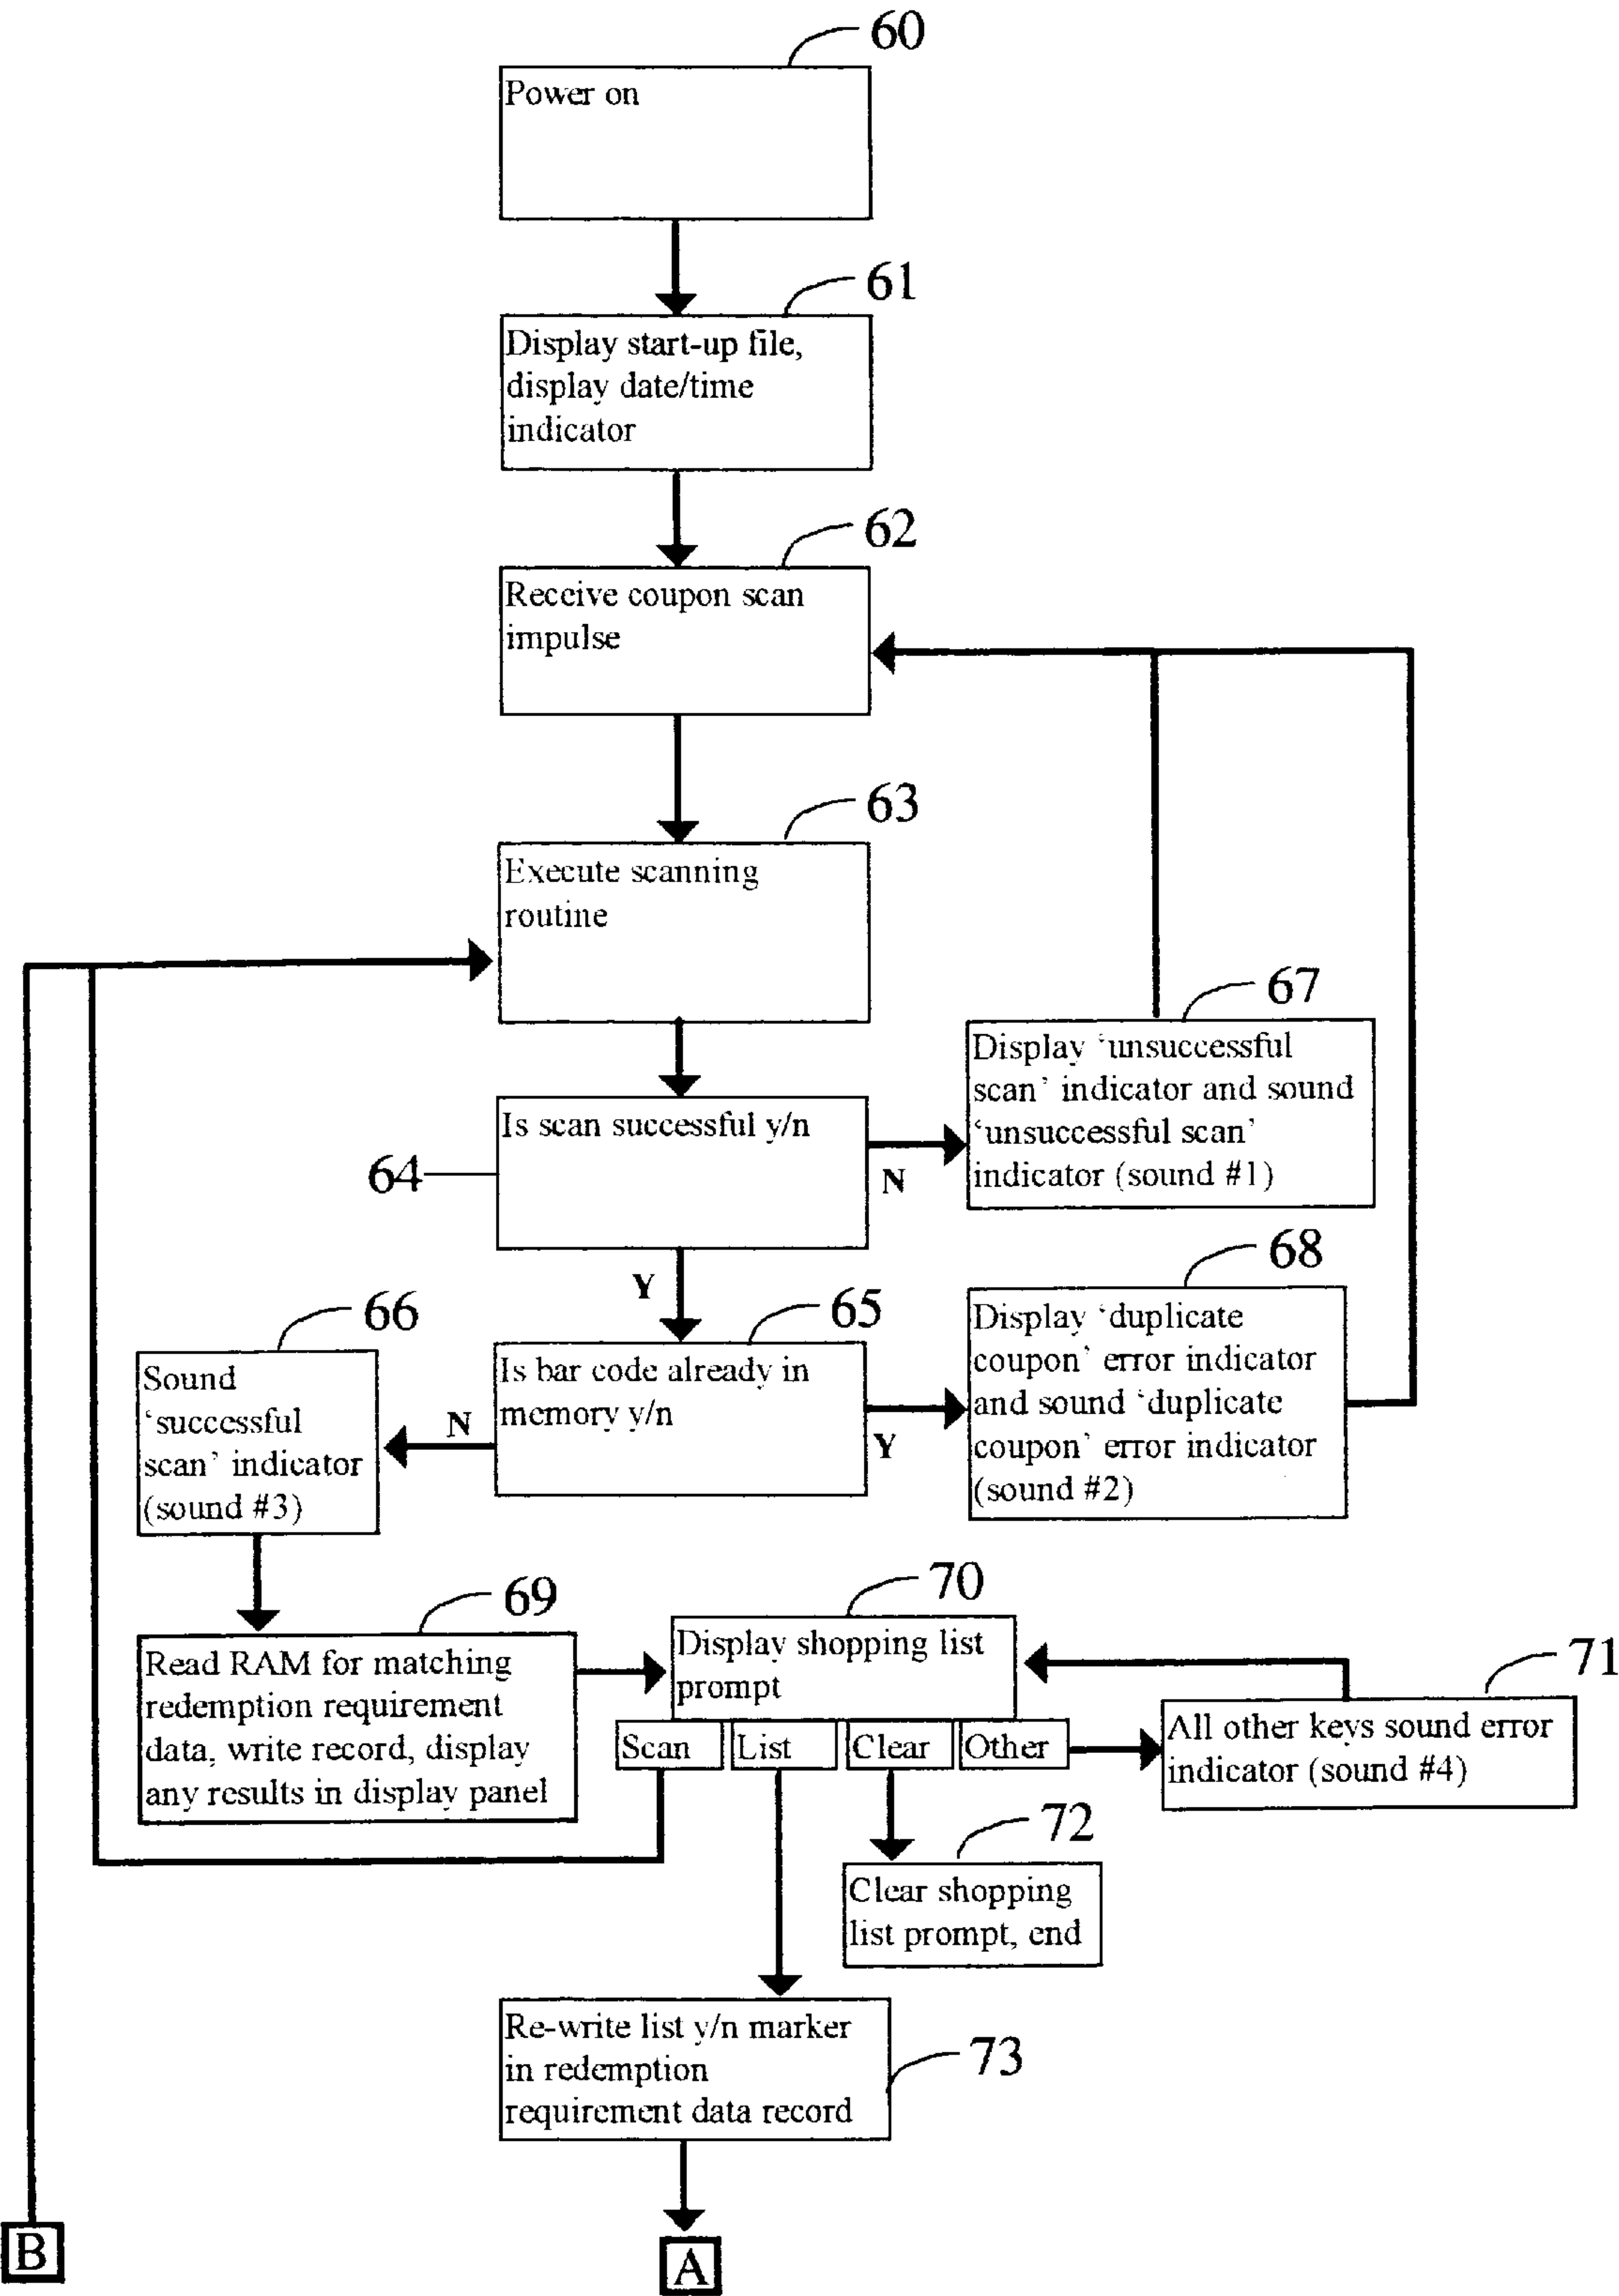 60
Power on
61
Display start-up file,
display date/time
indicator
62
Receive coupon scan
impulse
63
Execute scanning
routine
67
Display ‘unsuccessful
scan’ indicator and sound
‘unsuccessful scan’
indicator (sound #1)
Is scan successful y/n
64
N
Y
68
Display ‘duplicate
coupon’ error indicator
and sound ‘duplicate
coupon’ error indicator
(sound #2)
65
Is bar code already in
memory y/n
N
Y
66
Sound
‘successful
scan’ indicator
(sound #3)
69
Read RAM for matching
redemption requirement
data, write record, display
any results in display panel
70
Display shopping list
prompt
Scan
List
Clear
Other
71
All other keys sound error
indicator (sound #4)
72
Clear shopping
list prompt, end
Re-write list y/n marker
in redemption
requirement data record
73
B
A